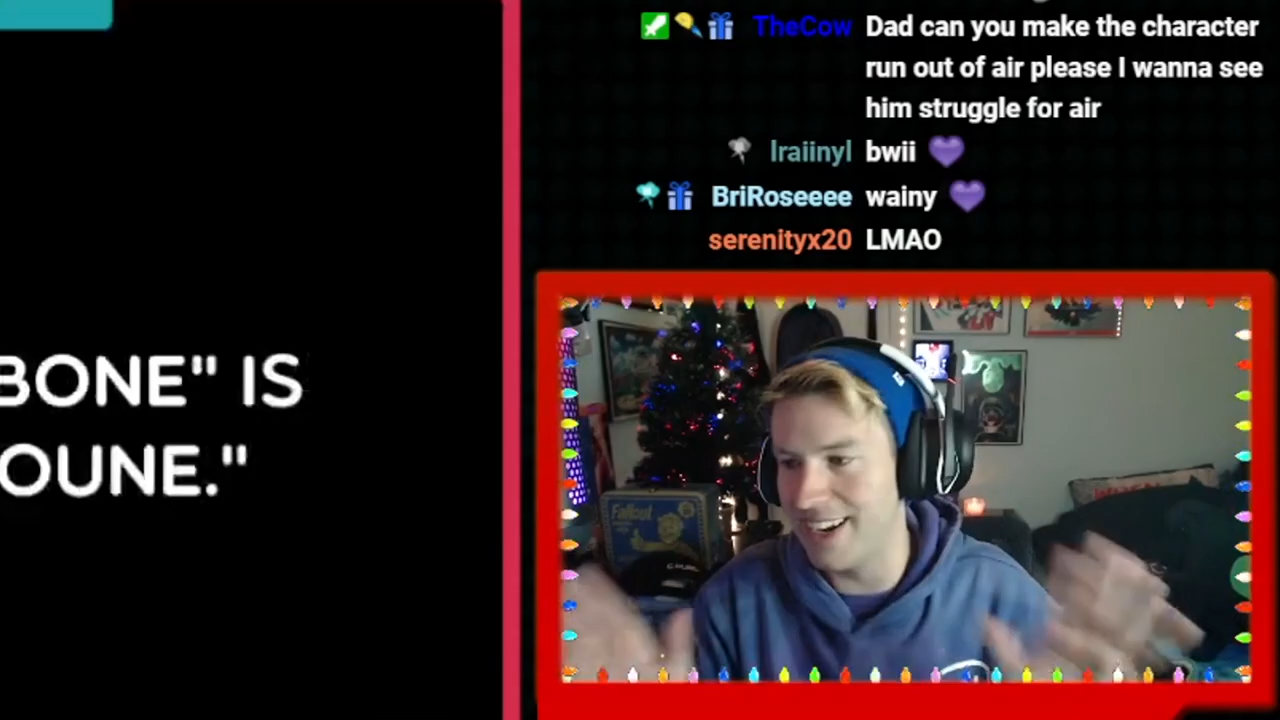 TheCow Dad can you make the character
run out of air please I wanna see
him struggle for air
Iraiinyl bwii 💜
BriRoseeee wainy 💜
serenityx20 LMAO
BONE" IS
OUNE."
Fallout